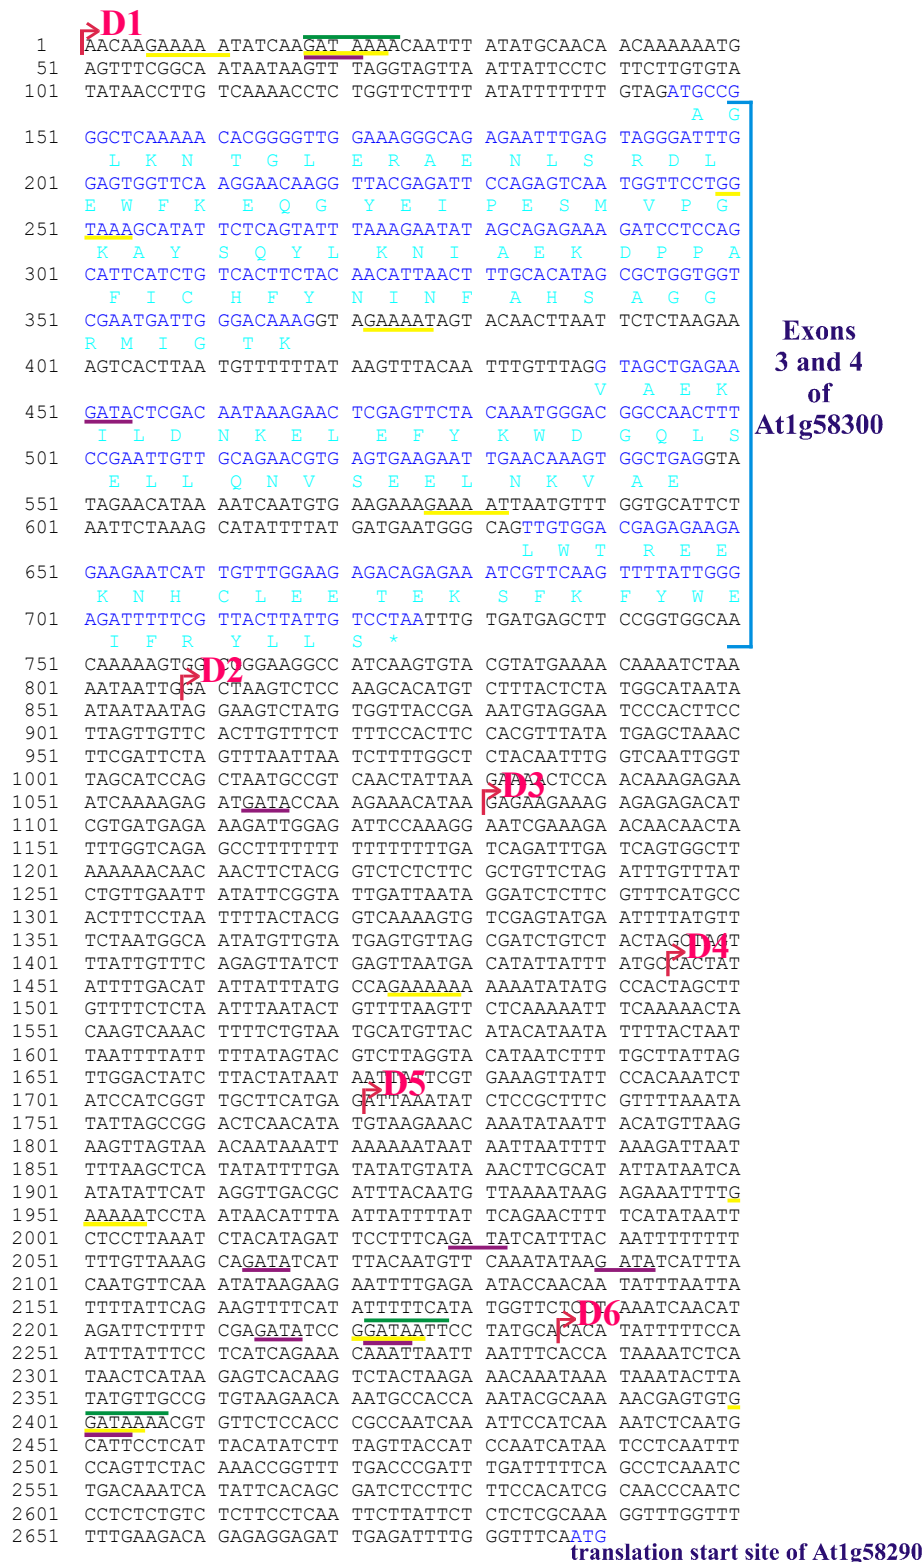 D1
1 AACAAGAAAA ATATCAAGAT AAAACAATTT ATATGCAACA ACAAAAAATG
51 AGTTTCGGCA ATAATAAGTT TAGGTAGTTA ATTATTCCTC TTCTTGTGTA
101 TATAACCTTG TCAAAACCTC TGGTTCTTTT ATATTTTTTT GTAGATGCCG
A G
151 GGCTCAAAAA CACGGGGTTG GAAAGGGCAG AGAATTTGAG TAGGGATTTG
L K N T G L E R A E N L S R D L
201 GAGTGGTTCA AGGAACAAGG TTACGAGATT CCAGAGTCAA TGGTTCCTGG
E W F K E Q G Y E I P E S M V P G
251 TAAAGCATAT TCTCAGTATT TAAAGAATAT AGCAGAGAAA GATCCTCCAG
K A Y S Q Y L K N I A E K D P P A
301 CATTCATCTG TCACTTCTAC AACATTAACT TTGCACATAG CGCTGGTGGT
F I C H F Y N I N F A H S A G G
351 CGAATGATTG GGACAAAGGT AGAAAATAGT ACAACTTAAT TCTCTAAGAA
R M I G T K
Exons
3 and 4
of
At1g58300
401 AGTCACTTAA TGTTTTTTAT AAGTTTACAA TTTGTTTAGG TAGCTGAGAA
V A E K
451 GATACTCGAC AATAAAGAAC TCGAGTTCTA CAAATGGGAC GGCCAACTTT
I L D N K E L E F Y K W D G Q L S
501 CCGAATTGTT GCAGAACGTG AGTGAAGAAT TGAACAAAGT GGCTGAGGTA
E L L Q N V S E E L N K V A E
551 TAGAACATAA AATCAATGTG AAGAAAGAAA ATTAATGTTT GGTGCATTCT
601 AATTCTAAAG CATATTTTAT GATGAATGGG CAGTTGTGGA CGAGAGAAGA
L W T R E E
651 GAAGAATCAT TGTTTGGAAG AGACAGAGAA ATCGTTCAAG TTTTATTGGG
K N H C L E E T E K S F K F Y W E
701 AGATTTTTCG TTACTTATTG TCCTAATTTG TGATGAGCTT CCGGTGGCAA
I F R Y L L S *
751 CAAAAAGTGG CGGGAAGGCC ATCAAGTGTA CGTATGAAAA CAAAATCTAA
D2
801 AATAATTGGA CTAAGTCTCC AAGCACATGT CTTTACTCTA TGGCATAATA
851 ATAATAATAG GAAGTCTATG TGGTTACCGA AATGTAGGAA TCCCACTTCC
901 TTAGTTGTTC ACTTGTTTCT TTTCCACTTC CACGTTTATA TGAGCTAAAC
951 TTCGATTCTA GTTTAATTAA TCTTTTGGCT CTACAATTTG GTCAATTGGT
1001 TAGCATCCAG CTAATGCCGT CAACTATTAA GAAAACTCCA ACAAAGAGAA
D3
1051 ATCAAAAGAG ATGATACCAA AGAAACATAA GAGAAGAAAG AGAGAGACAT
1101 CGTGATGAGA AAGATTGGAG ATTCCAAAGG AATCGAAAGA ACAACAACTA
1151 TTTGGTCAGA GCCTTTTTTT TTTTTTTTGA TCAGATTTGA TCAGTGGCTT
1201 AAAAAACAAC AACTTCTACG GTCTCTCTTC GCTGTTCTAG ATTTGTTTAT
1251 CTGTTGAATT ATATTCGGTA TTGATTAATA GGATCTCTTCG GTTTCATGCC
1301 ACTTTCCTAA TTTTACTACG GTCAAAAGTG TCGAGTATGA ATTTTATGTT
1351 TCTAATGGCA ATATGTTGTA TGAGTGTTAG CGATCTGTCT ACTAGCTAGT
D4
1401 TTATTGTTTC AGAGTTATCT GAGTTAATGA CATATTATTT ATGCCACTAT
1451 ATTTTGACAT ATTATTTATG CCAGAAAAAA AAAATATATG CCACTAGCTT
1501 GTTTTCTCTA ATTTAATACT GTTTTAAGTT CTCAAAAATT TCAAAAACTA
1551 CAAGTCAAAC TTTTCTGTAA TGCATGTTAC ATACATAATA TTTTACTAAT
1601 TAATTTTATT TTTATAGTAC GTCTTAGGTA CATAATCTTT TGCTTATTAG
1651 TTGGACTATC TTACTATAAT AATTATTCGT GAAAGTTATT CCACAAATCT
D5
1701 ATCCATCGGT TGCTTCATGA GATTAAATAT CTCCGCTTTC GTTTTAAATA
1751 TATTAGCCGG ACTCAACATA TGTAAGAAAC AAATATAATT ACATGTTAAG
1801 AAGTTAGTAA ACAATAAATT AAAAAATAAT AATTAATTTT AAAGATTAAT
1851 TTTAAGCTCA TATATTTTGA TATATGTATA AACTTCGCAT ATTATAATCA
1901 ATATATTCAT AGGTTGACGC ATTTACAATG TTAAAATAAG AGAAATTTTG
1951 AAAAATCCTAA ATAACATTTA ATTATTTTAT TCAGAACTTT TCATATAATT
2001 CTCCTTAAAT CTACATAGAT TCCTTTCAGA TATCATTTAC AATTTTTTTT
2051 TTTGTTAAAG CAGATATCAT TTACAATGTT CAAATATAAG ATATCATTTA
2101 CAATGTTCAA ATATAAGAAG AATTTTGAGA ATACCAACAA TATTTAATTA
2151 TTTTATTCAG AAGTTTTCAT ATTTTTCATA TGGTTCTCCT AAATCAACAT
D6
2201 AGATTCTTTT CGAGATATCC GGATAATTCC TATGCACACA TATTTTTCCA
2251 ATTTATTTCC TCATCAGAAA CAAATTAATT AATTTCACCA TAAAATCTCA
2301 TAACTCATAA GAGTCACAAG TCTACTAAGA AACAAATAAA TAAATACTTA
2351 TATGTTGCCG TGTAAGAACA AATGCCACCA AATACGCAAA AACGAGTGTG
2401 GATAAAACGT GTTCTCCACC CGCCAATCAA ATTCCATCAA AATCTCAATG
2451 CATTCCTCAT TACATATCTT TAGTTACCAT CCAATCATAA TCCTCAATTT
2501 CCAGTTCTAC AAACCGGTTT TGACCCGATT TGATTTTTCA GCCTCAAATC
2551 TGACAAATCA TATTCACAGC GATCTCCTTC TTCCACATCG CAACCCAATC
2601 CCTCTCTGTC TCTTCCTCAA TTCTTATTCT CTCTCGCAAA GGTTTGGTTT
2651 TTTGAAGACA GAGAGGAGAT TGAGATTTTG GGTTTCAATG
translation start site of At1g58290